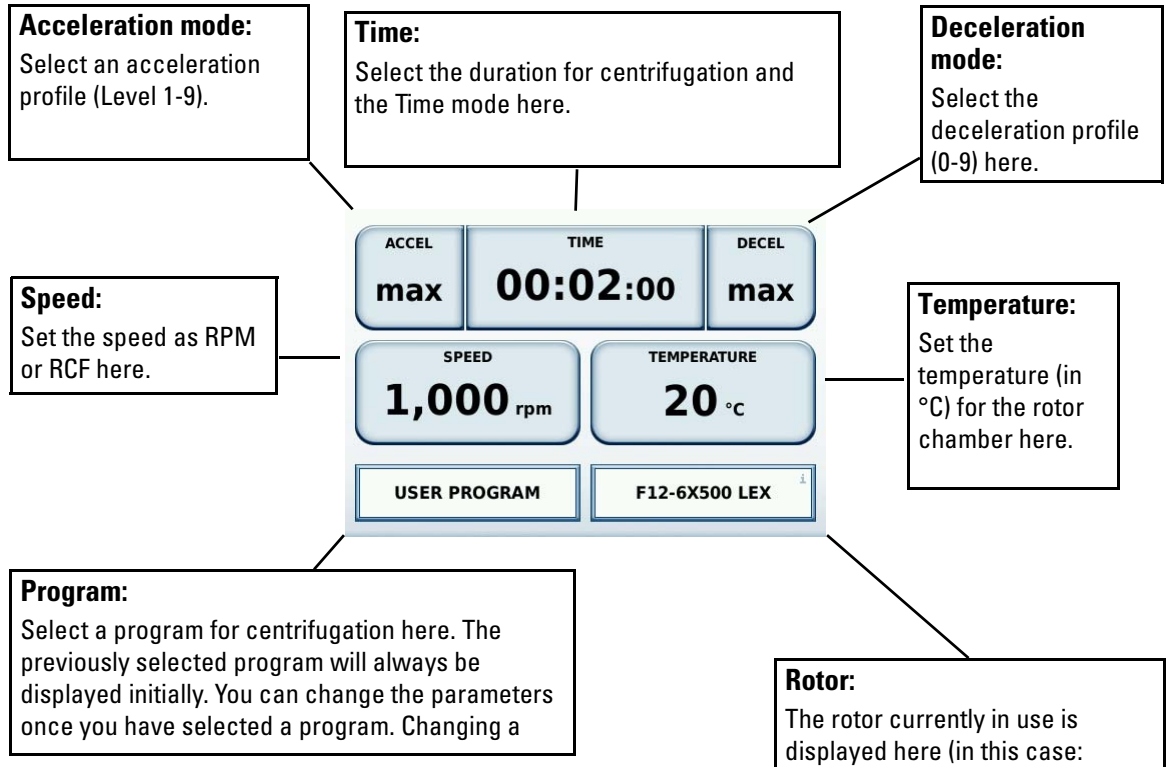 Acceleration mode:
Select an acceleration
profile (Level 1-9).
Time:
Select the duration for centrifugation and
the Time mode here.
Deceleration
mode:
Select the
deceleration profile
(0-9) here.
ACCEL
max
TIME
00:02:00
DECEL
max
Speed:
Set the speed as RPM
or RCF here.
SPEED
1,000 rpm
TEMPERATURE
20 °C
Temperature:
Set the
temperature (in
°C) for the rotor
chamber here.
USER PROGRAM
F12-6X500 LEX
i
Program:
Select a program for centrifugation here. The
previously selected program will always be
displayed initially. You can change the parameters
once you have selected a program. Changing a
Rotor:
The rotor currently in use is
displayed here (in this case: